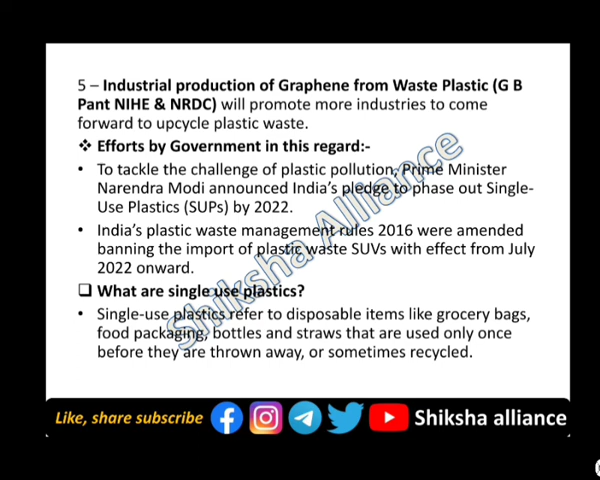 5 – Industrial production of Graphene from Waste Plastic (G B
Pant NIHE & NRDC) will promote more industries to come
forward to upcycle plastic waste.
❖ Efforts by Government in this regard:-
• To tackle the challenge of plastic pollution, Prime Minister
Narendra Modi announced India's pledge to phase out Single-
Use Plastics (SUPs) by 2022.
• India's plastic waste management rules 2016 were amended
banning the import of plastic waste SUVs with effect from July
2022 onward.
❑ What are single use plastics?
• Single-use plastics refer to disposable items like grocery bags,
food packaging, bottles and straws that are used only once
before they are thrown away, or sometimes recycled.
Shiksha Alliance
Like, share subscribe Shiksha alliance